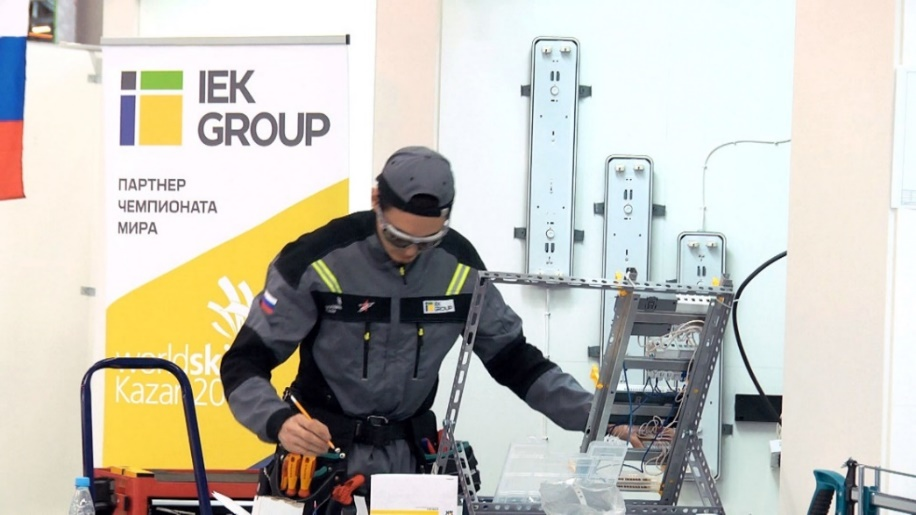 IEK
GROUP
ПАРТНЕР
ЧЕМПИОНАТА
МИРА
IEK
GROUP
Kazan